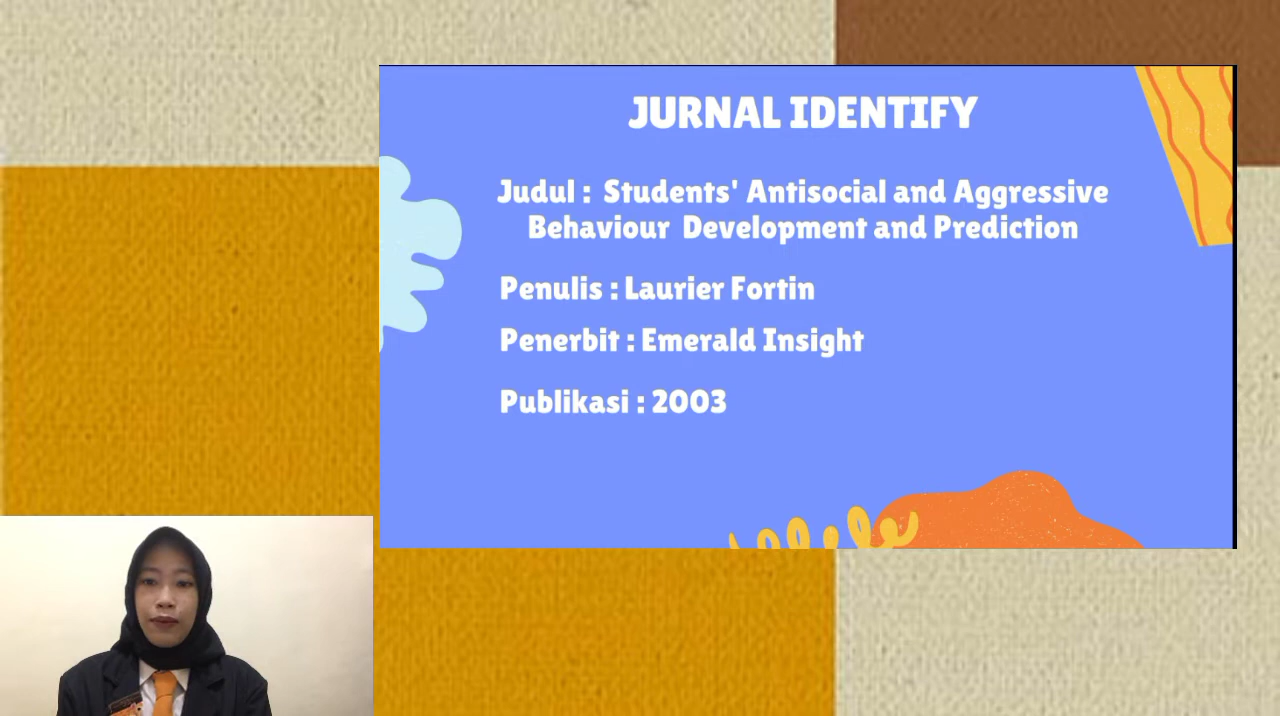 JURNAL IDENTIFY
Judul : Students' Antisocial and Aggressive
Behaviour Development and Prediction
Penulis : Laurier Fortin
Penerbit : Emerald Insight
Publikasi : 2003